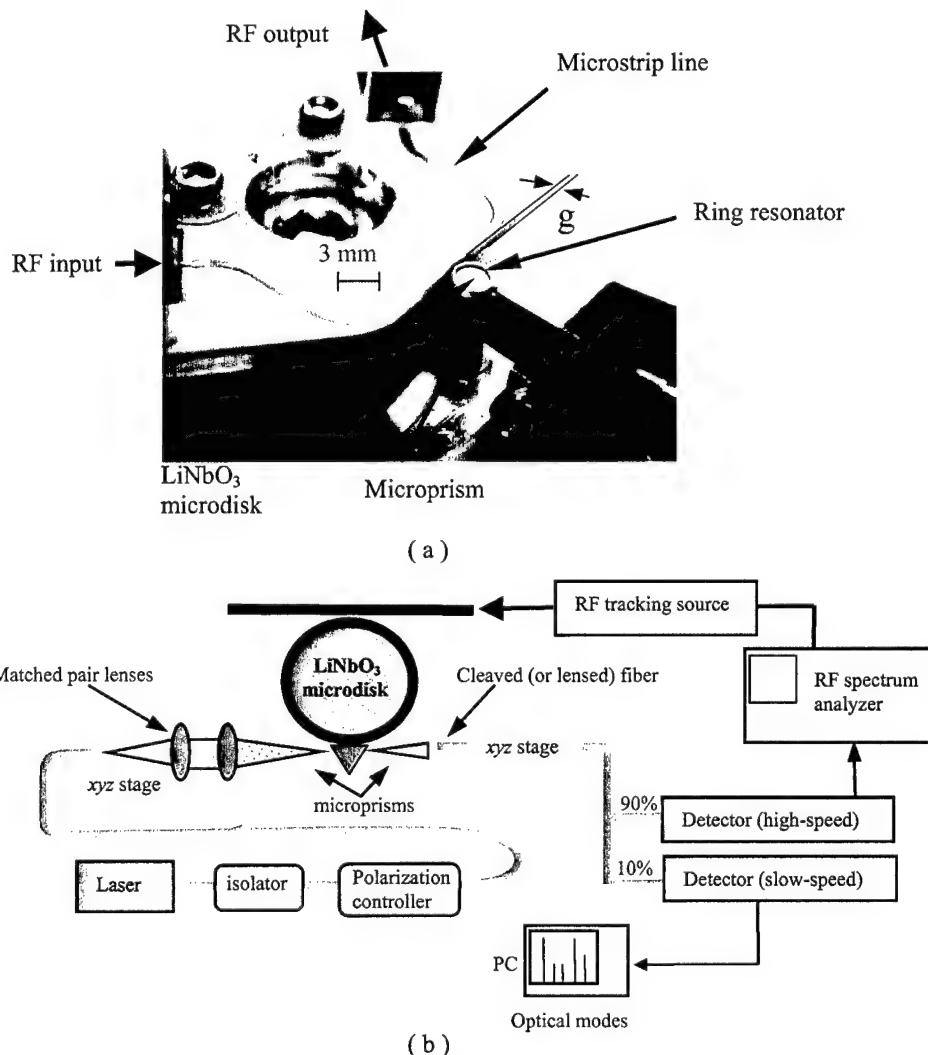 RF output
Microstrip line
g
Ring resonator
3 mm
RF input
LiNbO₃
microdisk
Microprism
( a )
RF tracking source
LiNbO₃
microdisk
Matched pair lenses
Cleaved (or lensed) fiber
RF spectrum
analyzer
xyz stage
xyz stage
microprisms
90%
Detector (high-speed)
10%
Detector (slow-speed)
Laser
isolator
Polarization
controller
PC
Optical modes
( b )